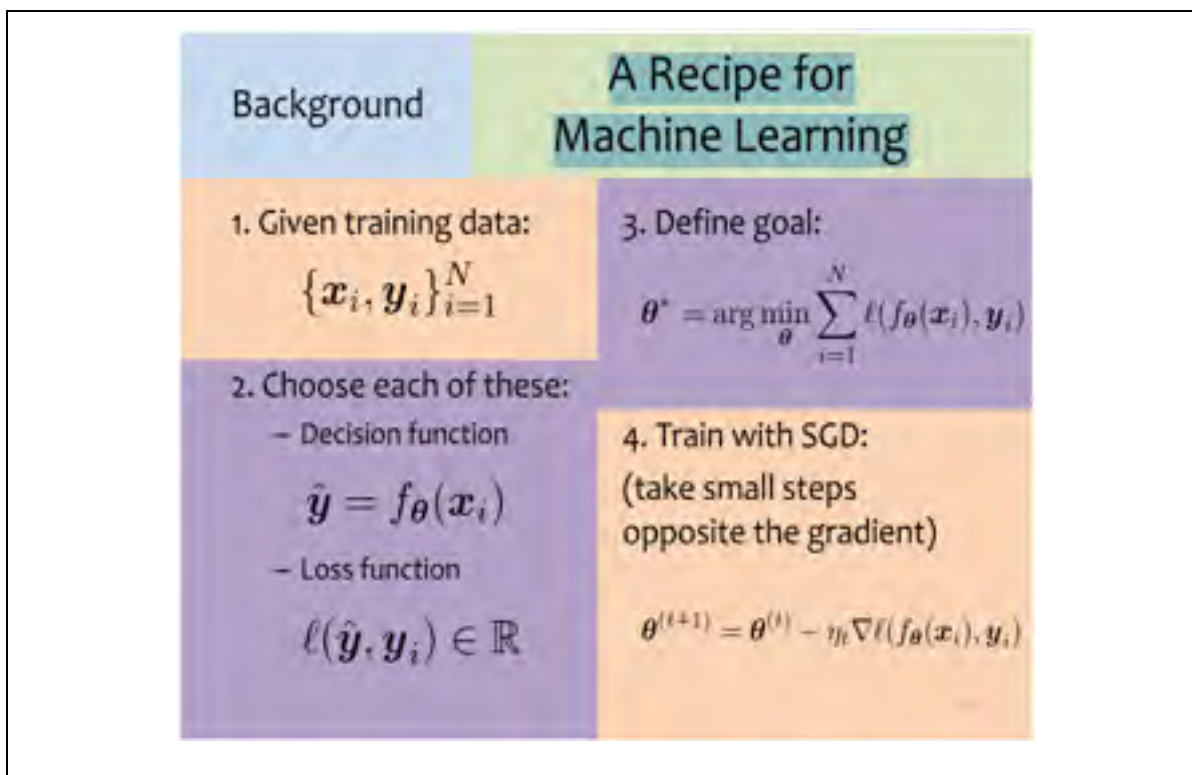 Background
A Recipe for
Machine Learning
1. Given training data:
{x_i, y_i}_{i=1}^N
2. Choose each of these:
– Decision function
ŷ = f_θ(x_i)
– Loss function
ℓ(ŷ, y_i) ∈ ℝ
3. Define goal:
θ* = arg min_θ ∑_{i=1}^N ℓ(f_θ(x_i), y_i)
4. Train with SGD:
(take small steps
opposite the gradient)
θ^(t+1) = θ^(t) − η_t∇ℓ(f_θ(x_i), y_i)